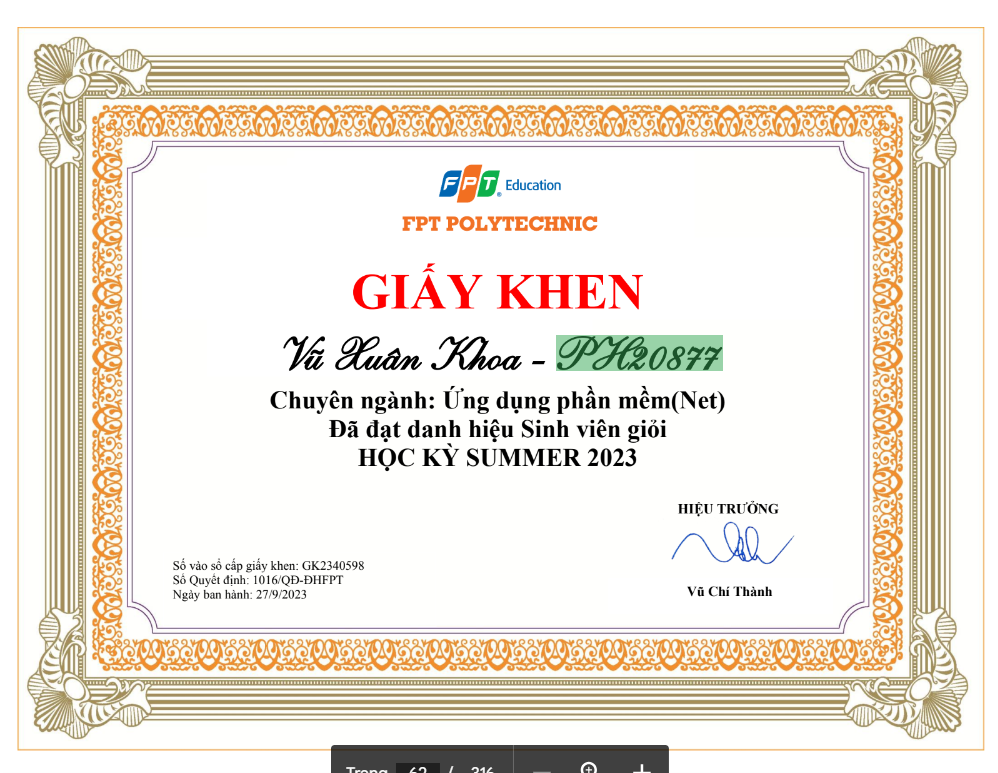 FPT Education
FPT POLYTECHNIC
GIẤY KHEN
Vũ Xuân Khoa - PH20877
Chuyên ngành: Ứng dụng phần mềm(Net)
Đã đạt danh hiệu Sinh viên giỏi
HỌC KỲ SUMMER 2023
HIỆU TRƯỞNG
Vũ Chí Thành
Số vào sổ cấp giấy khen: GK2340598
Số Quyết định: 1016/QĐ-ĐHFPT
Ngày ban hành: 27/9/2023
Trang 62 / 316